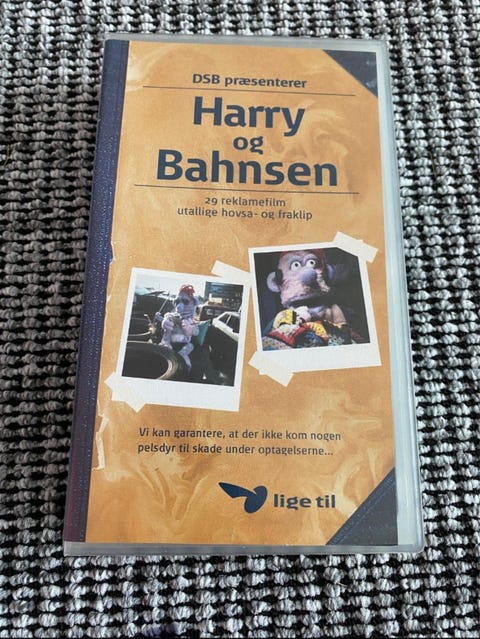 DSB præsenterer
Harry
og
Bahnsen
29 reklamefilm
utallige hovsa- og fraklip
Vi kan garantere, at der ikke kom nogen
pelsdyr til skade under optagelserne...
lige til